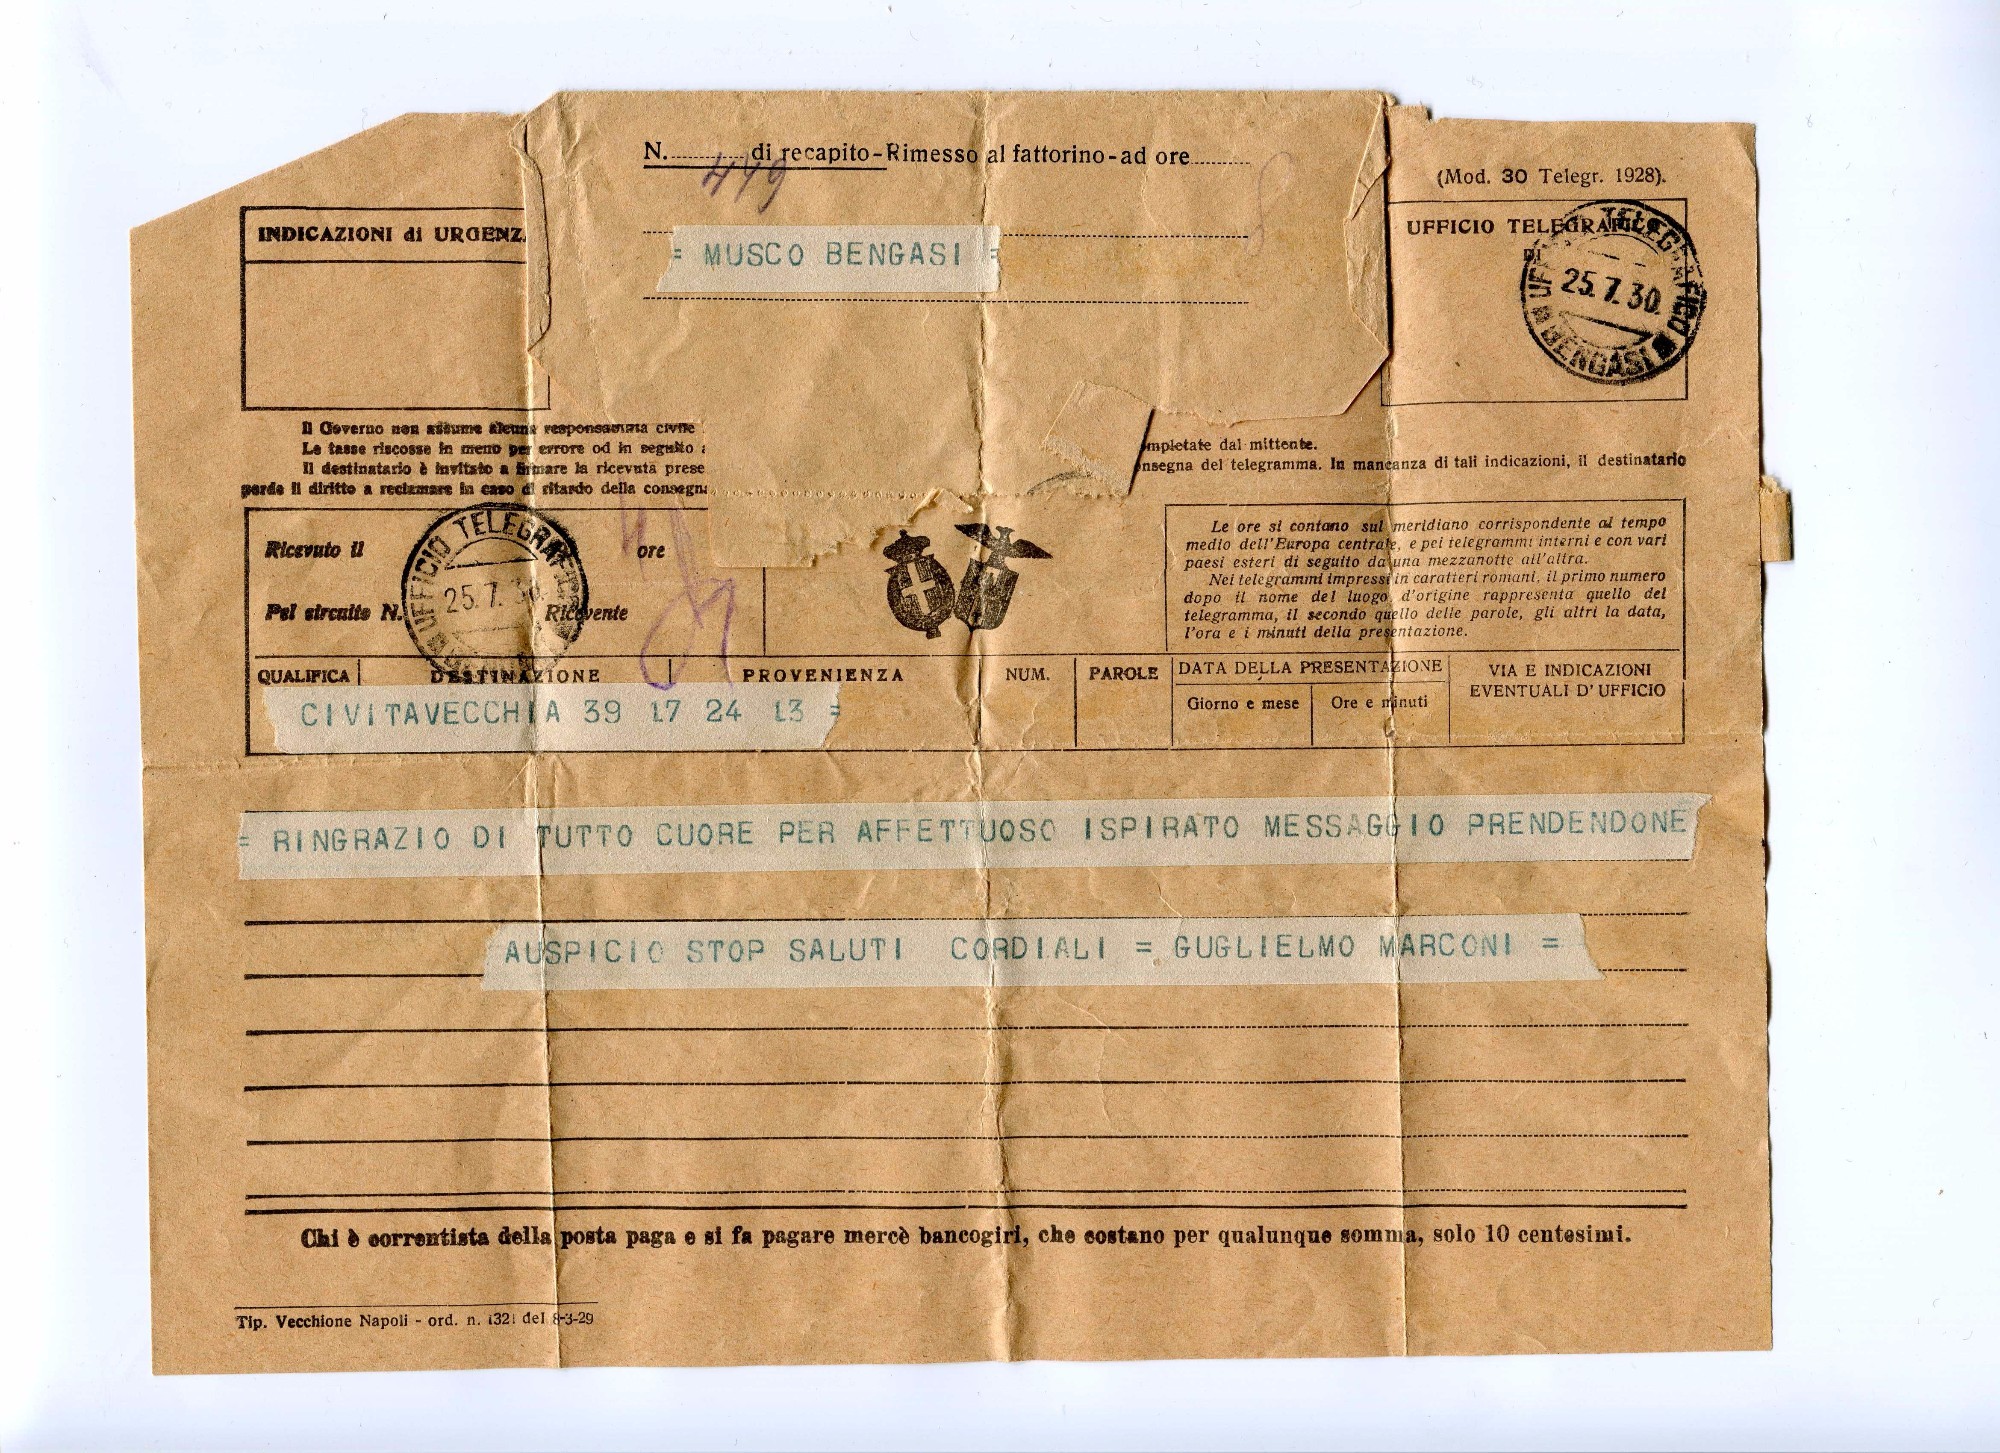 N. 449 di recapito-Rimesso al fattorino-ad ore
(Mod. 30 Telegr. 1928).
= MUSCO BENGASI =
INDICAZIONI di URGENZ
UFFICIO TELEGRAFICO
DI
UFFICIO TELEGRAFICO
25.7.30.
BENGASI
Il Governo non assume alcuna responsabilità civile
Le tasse riscosse in meno per errore od in seguito
Il destinatario è invitato a firmare la ricevuta prese
perde il diritto a reclamare in caso di ritardo della consegna
mpletate dal mittente.
onsegna del telegramma. In mancanza di tali indicazioni, il destinatario
Ricevuto il
ore
Pel circuito N.
Ricevente
UFFICIO TELEGRAFICO
25.7.30.
Le ore si contano sul meridiano corrispondente al tempo
medio dell'Europa centrale, e pei telegrammi interni e con vari
paesi esteri di seguito da una mezzanotte all'altra.
Nei telegrammi impressi in caratteri romani, il primo numero
dopo il nome del luogo d'origine rappresenta quello del
telegramma, il secondo quello delle parole, gli altri la data,
l'ora e i minuti della presentazione.
QUALIFICA DESTINAZIONE PROVENIENZA NUM. PAROLE DATA DELLA PRESENTAZIONE
Giorno e mese Ore e minuti
VIA E INDICAZIONI
EVENTUALI D'UFFICIO
CIVITAVECCHIA 39 17 24 13 =
= RINGRAZIO DI TUTTO CUORE PER AFFETTUOSO ISPIRATO MESSAGGIO PRENDENDONE
AUSPICIO STOP SALUTI CORDIALI = GUGLIELMO MARCONI =
Chi è correntista della posta paga e si fa pagare mercè bancogiri, che costano per qualunque somma, solo 10 centesimi.
Tip. Vecchione Napoli - ord. n. 1321 del 8-3-29